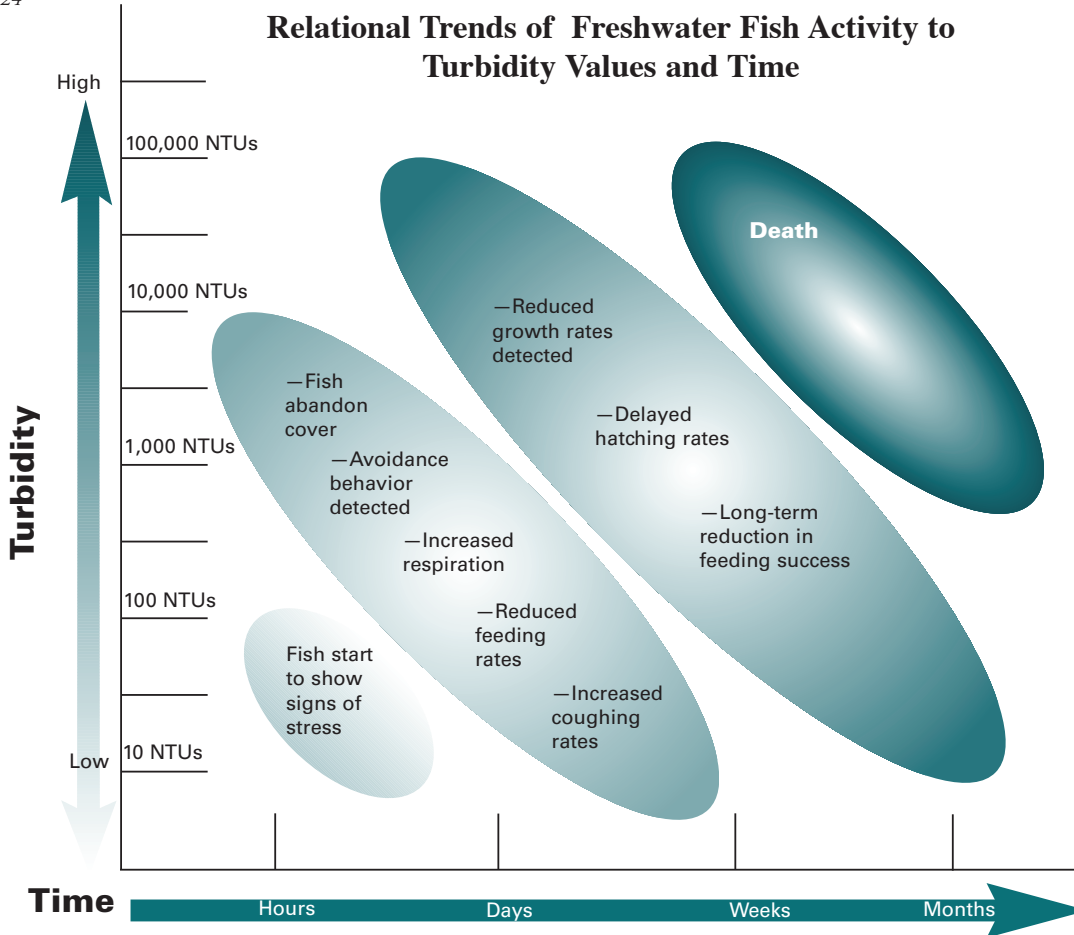 24
Relational Trends of Freshwater Fish Activity to
Turbidity Values and Time
High
100,000 NTUs
Death
10,000 NTUs
—Reduced
growth rates
detected
—Fish
abandon
cover
—Delayed
hatching rates
1,000 NTUs
—Avoidance
behavior
detected
—Long-term
reduction in
feeding success
—Increased
respiration
Turbidity
100 NTUs
—Reduced
feeding
rates
Fish start
to show
signs of
stress
—Increased
coughing
rates
Low
10 NTUs
Time
Hours
Days
Weeks
Months